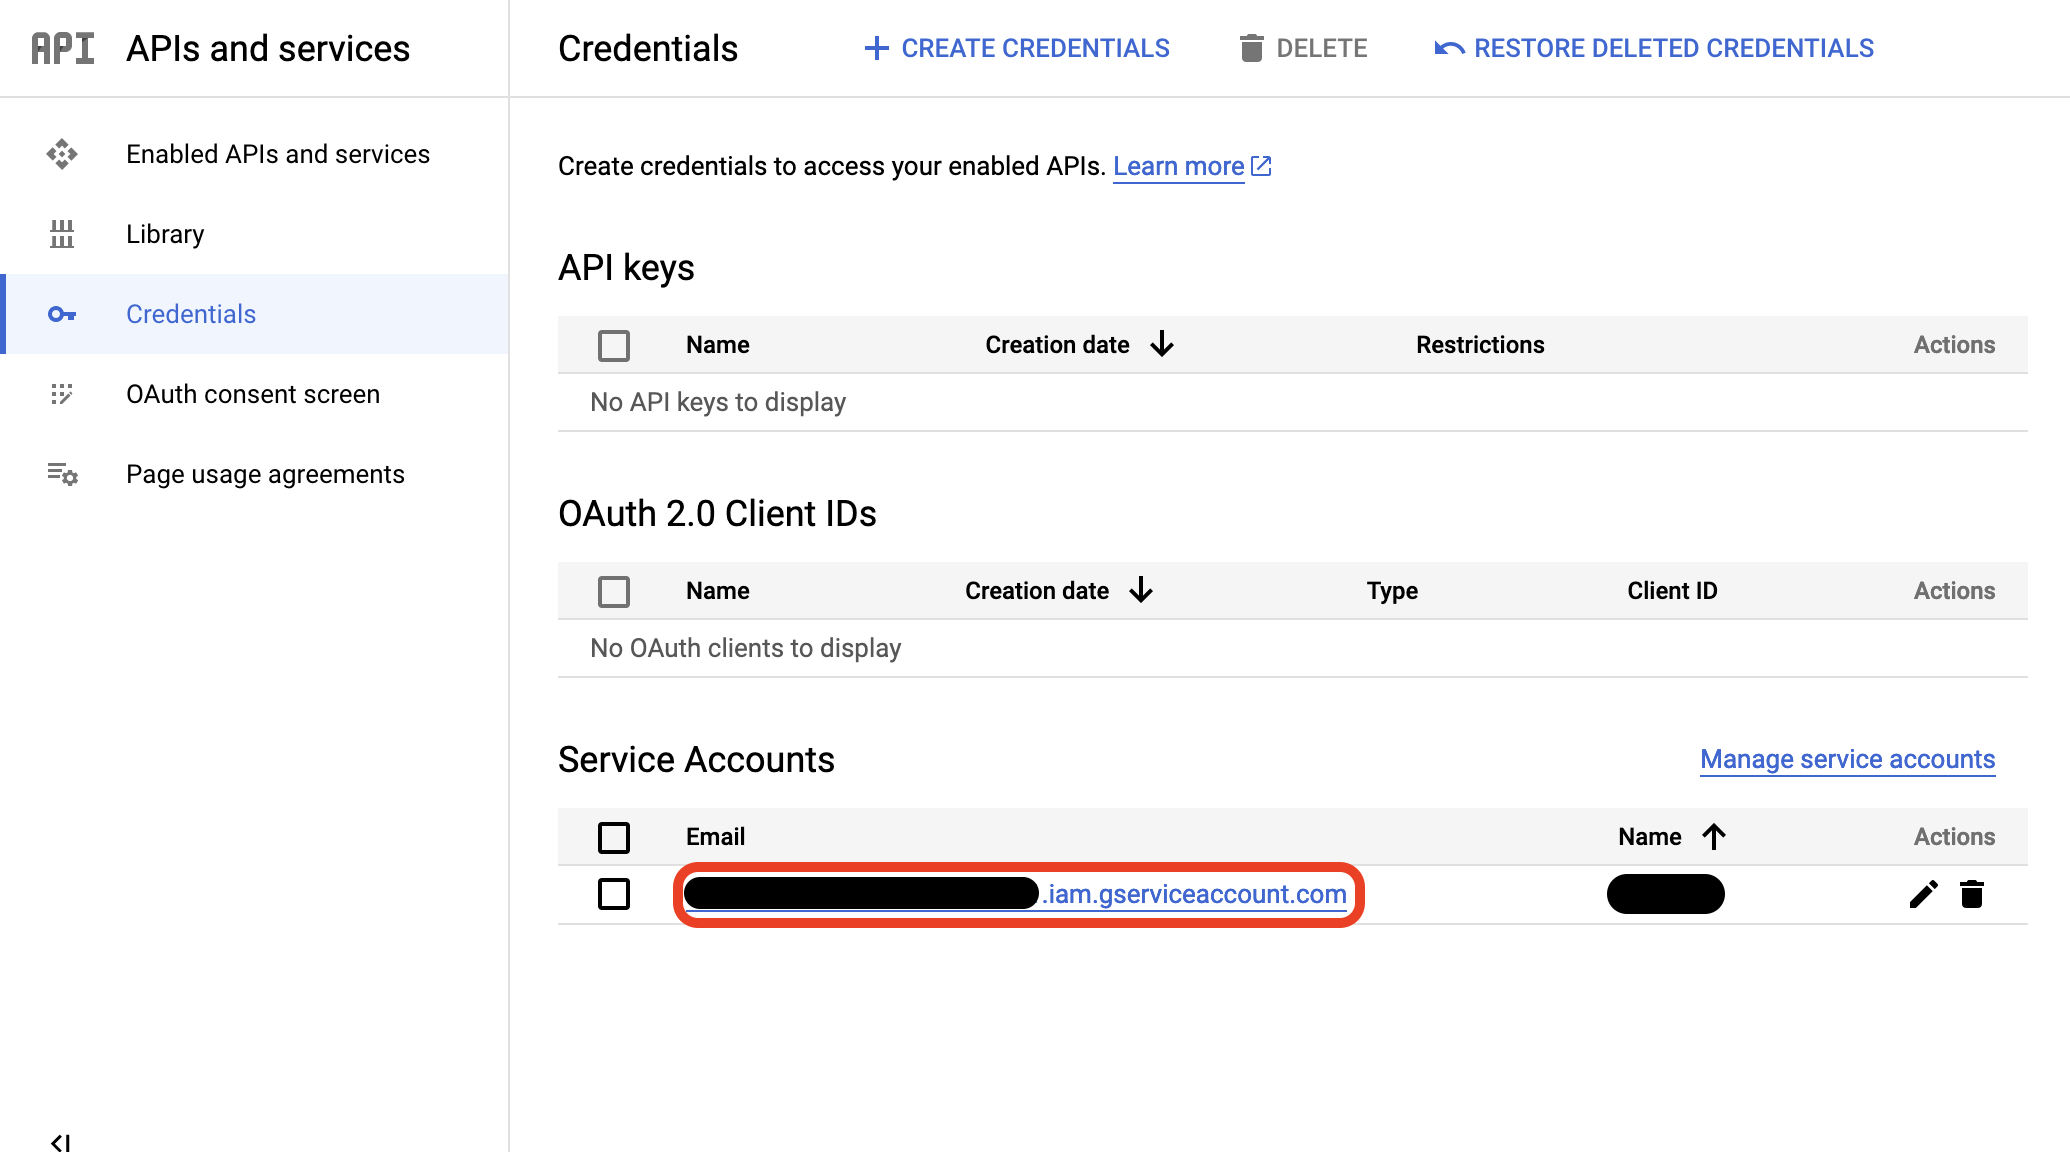 API APIs and services
Credentials
CREATE CREDENTIALS
DELETE
RESTORE DELETED CREDENTIALS
Enabled APIs and services
Library
Credentials
OAuth consent screen
Page usage agreements
Create credentials to access your enabled APIs. Learn more
API keys
Name Creation date Restrictions Actions
No API keys to display
OAuth 2.0 Client IDs
Name Creation date Type Client ID Actions
No OAuth clients to display
Service Accounts
Manage service accounts
Email Name Actions
.iam.gserviceaccount.com